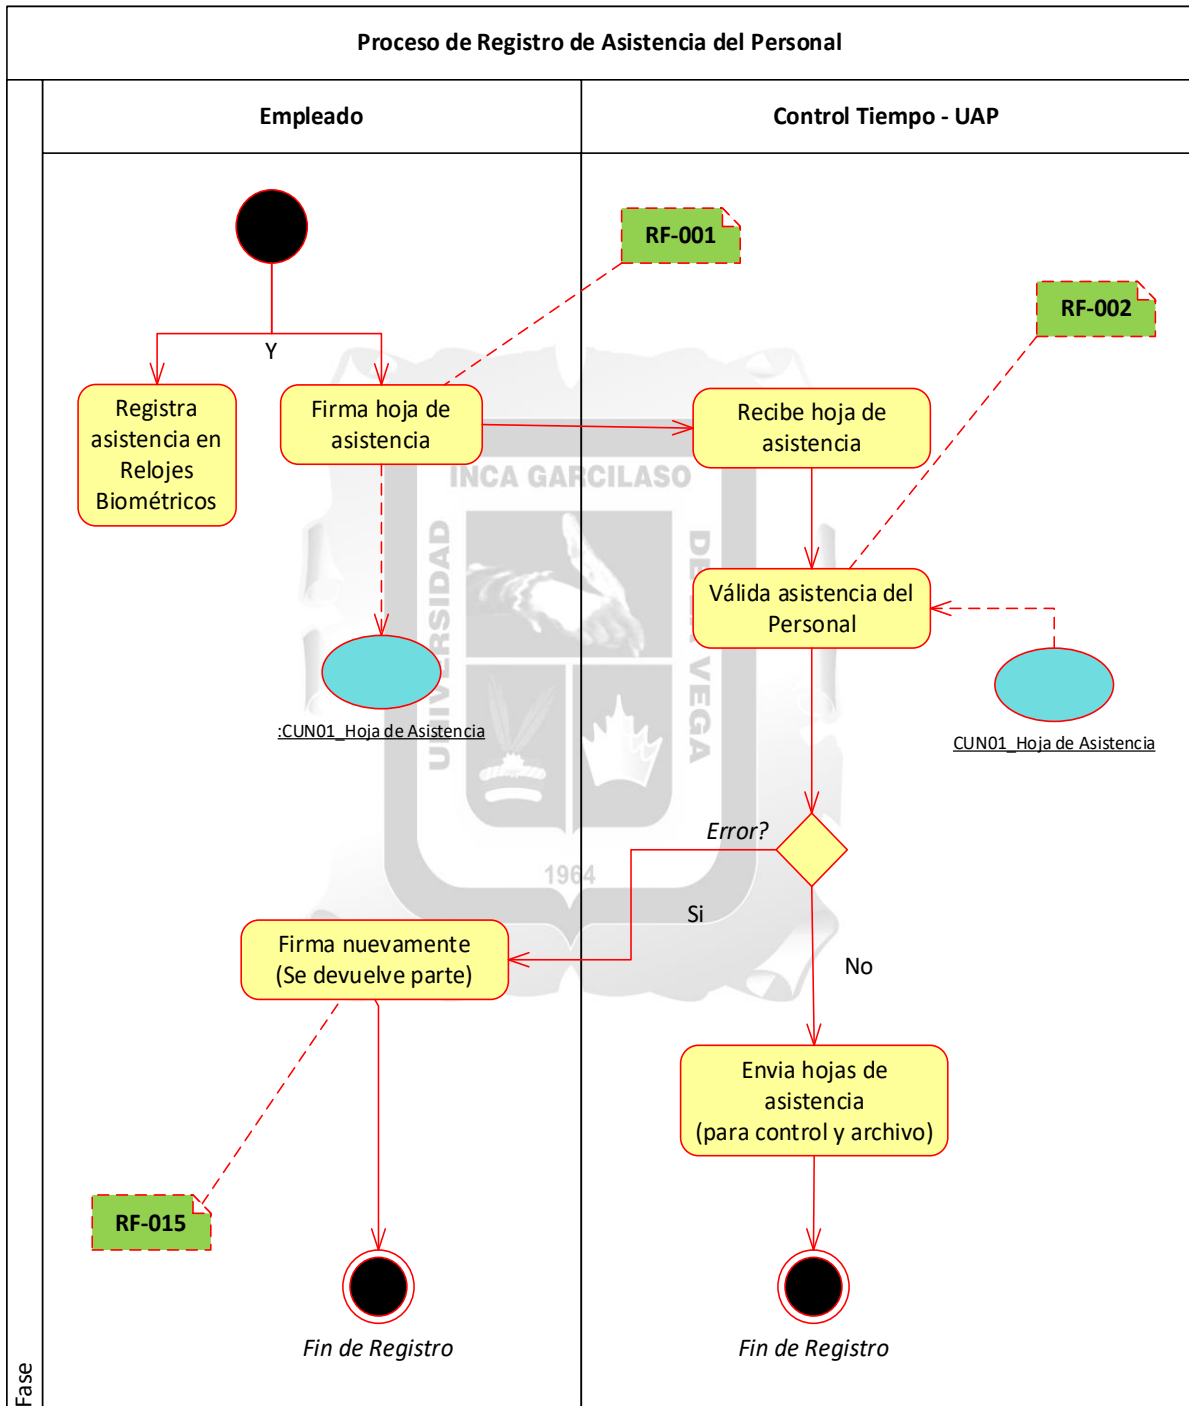 Proceso de Registro de Asistencia del Personal
Empleado
Control Tiempo - UAP
RF-001
RF-002
Y
Registra
asistencia en
Relojes
Biométricos
Firma hoja de
asistencia
Recibe hoja de
asistencia
INCA GARCILASO
UNIVERSIDAD
VEGA
Válida asistencia del
Personal
:CUN01_Hoja de Asistencia
CUN01_Hoja de Asistencia
Error?
1964
Si
Firma nuevamente
(Se devuelve parte)
No
Envia hojas de
asistencia
(para control y archivo)
RF-015
Fin de Registro
Fin de Registro
Fase